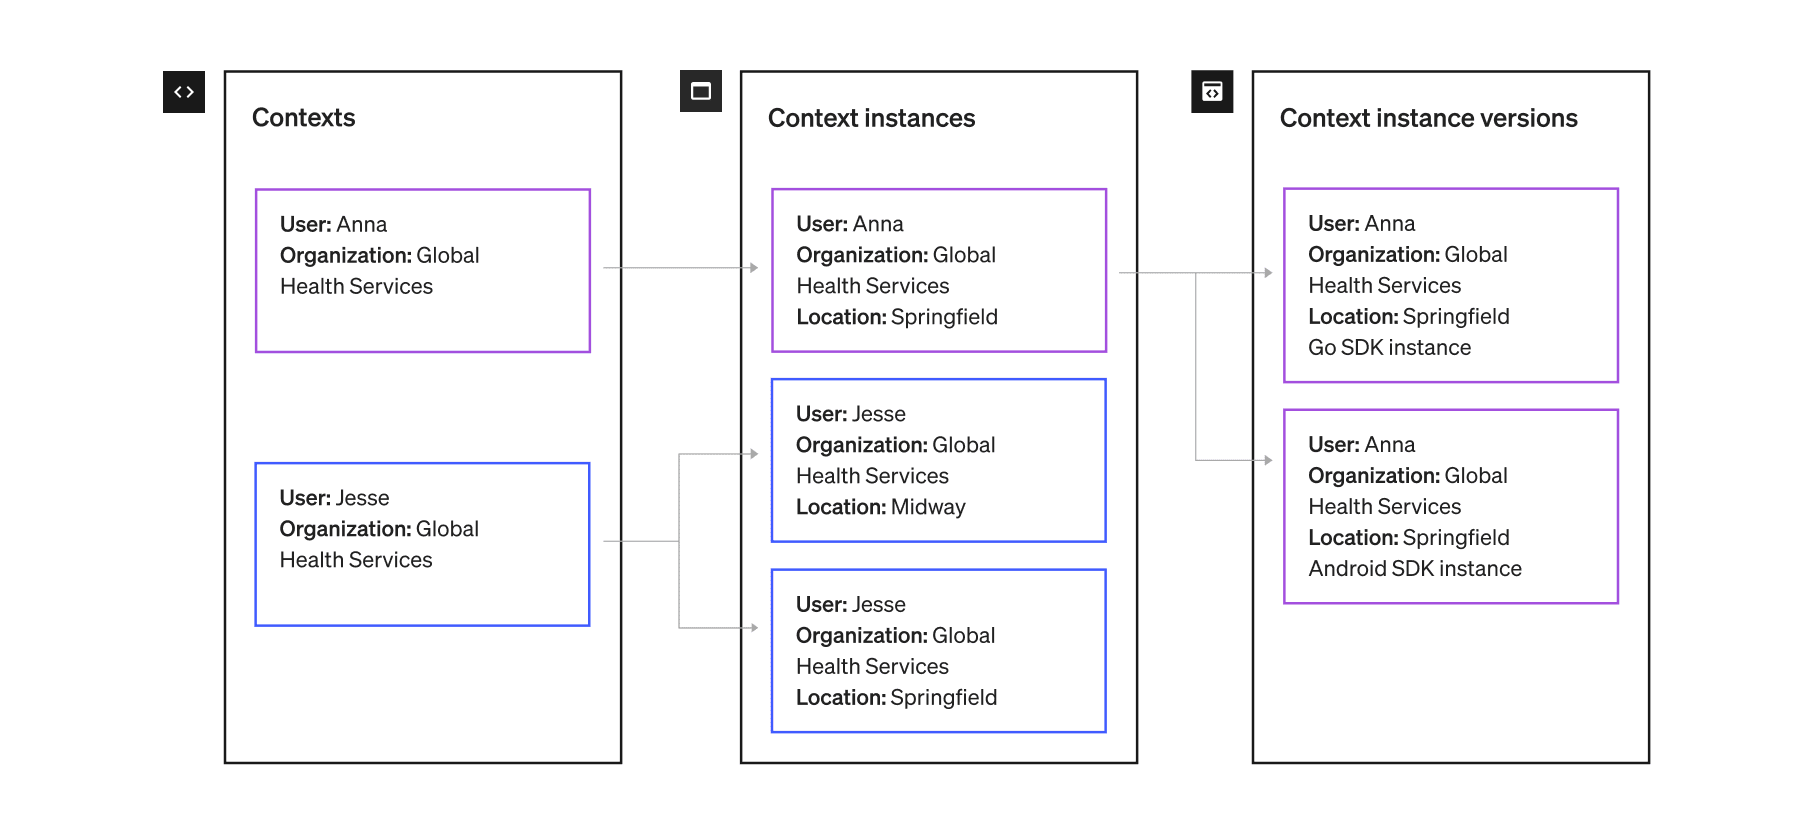 Contexts
User: Anna
Organization: Global
Health Services
User: Jesse
Organization: Global
Health Services
Context instances
User: Anna
Organization: Global
Health Services
Location: Springfield
User: Jesse
Organization: Global
Health Services
Location: Midway
User: Jesse
Organization: Global
Health Services
Location: Springfield
Context instance versions
User: Anna
Organization: Global
Health Services
Location: Springfield
Go SDK instance
User: Anna
Organization: Global
Health Services
Location: Springfield
Android SDK instance